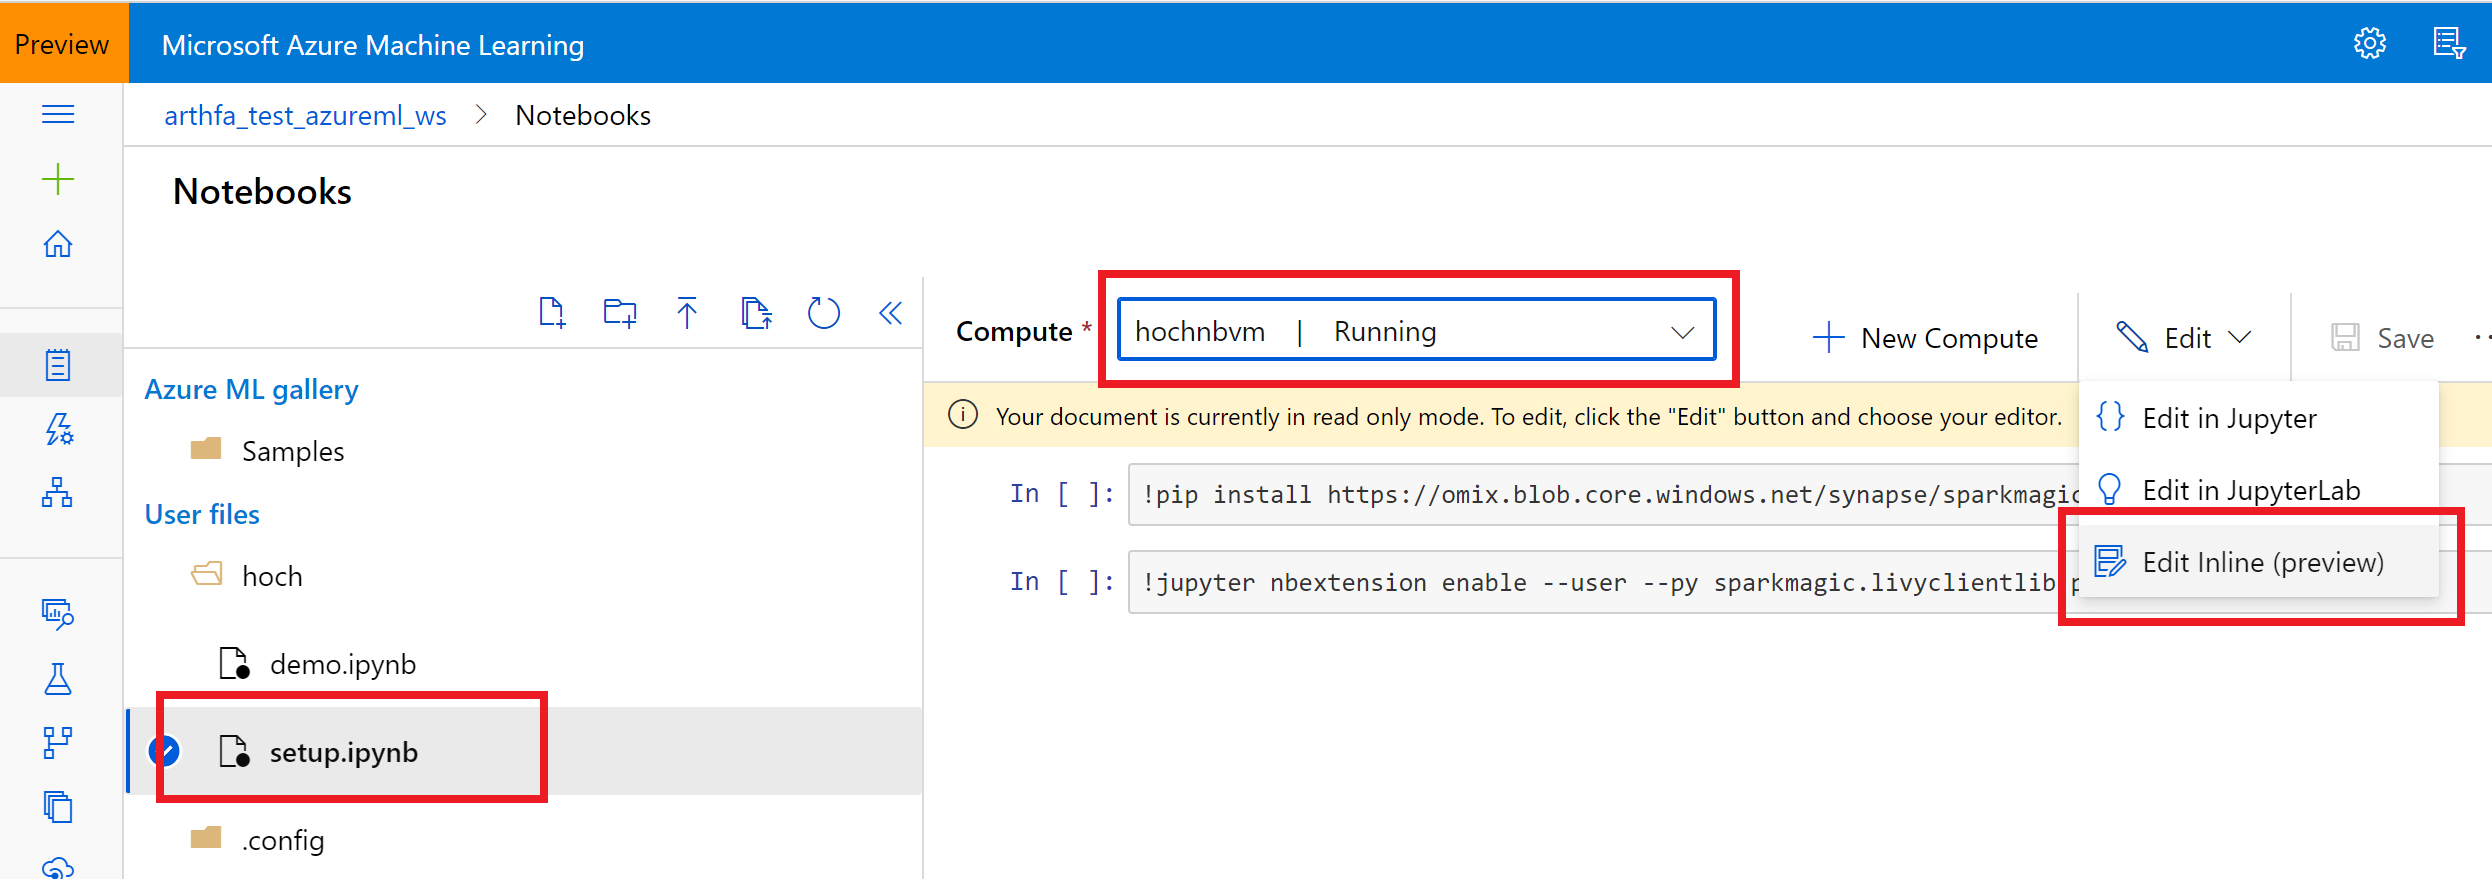 Preview
Microsoft Azure Machine Learning
arthfa_test_azureml_ws > Notebooks
Notebooks
Compute * hochnbvm | Running
New Compute
Edit
Save
Azure ML gallery
Samples
User files
hoch
demo.ipynb
setup.ipynb
.config
Your document is currently in read only mode. To edit, click the "Edit" button and choose your editor.
Edit in Jupyter
Edit in JupyterLab
Edit Inline (preview)
In [ ]: !pip install https://omix.blob.core.windows.net/synapse/sparkmagic
In [ ]: !jupyter nbextension enable --user --py sparkmagic.livyclientlib